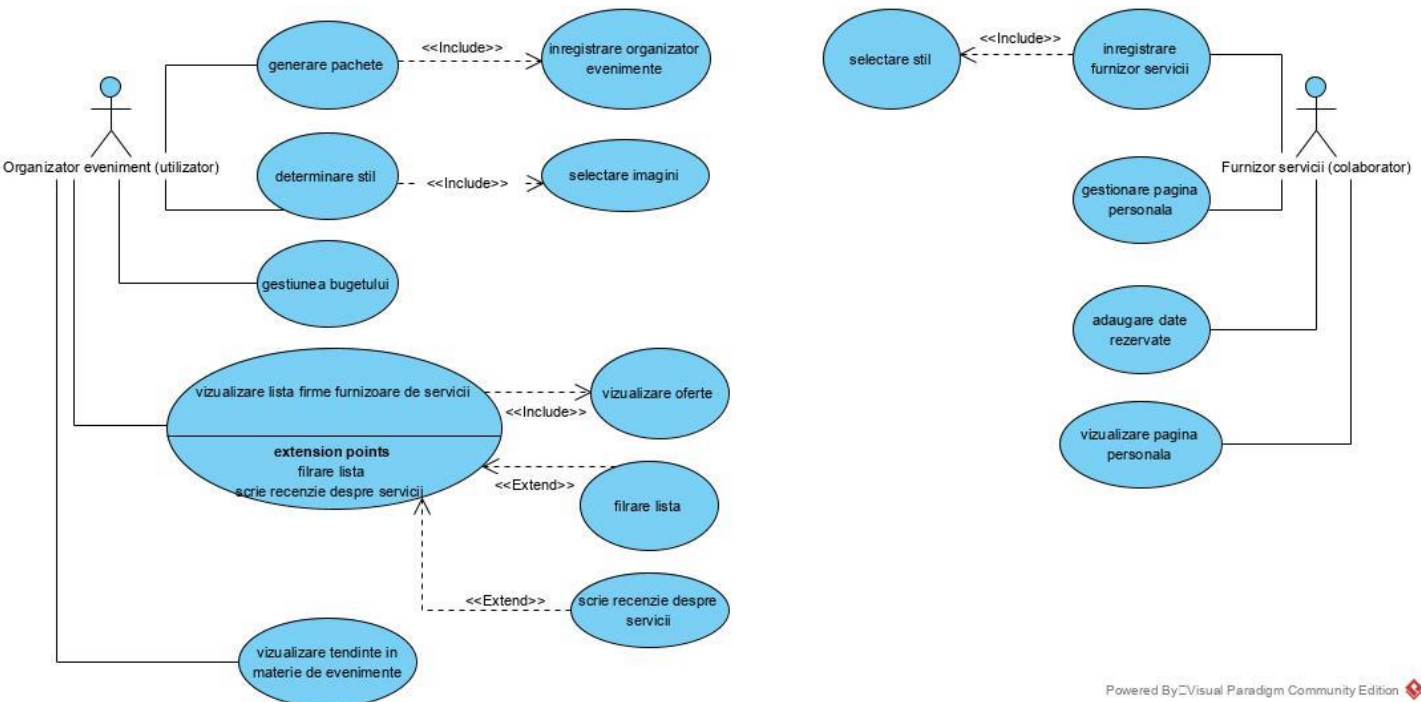 generare pachete
<<Include>>
inregistrare organizator
evenimente
selectare stil
<<Include>>
inregistrare
furnizor servicii
Organizator eveniment (utilizator)
determinare stil
<<Include>>
selectare imagini
Furnizor servicii (colaborator)
gestionare pagina
personala
gestiunea bugetului
adaugare date
rezervate
vizualizare lista firme furnizoare de servicii
<<Include>>
vizualizare oferte
extension points
filrare lista
scrie recenzie despre servicii
<<Extend>>
filrare lista
vizualizare pagina
personala
<<Extend>>
scrie recenzie despre
servicii
vizualizare tendinte in
materie de evenimente
Powered By Visual Paradigm Community Edition